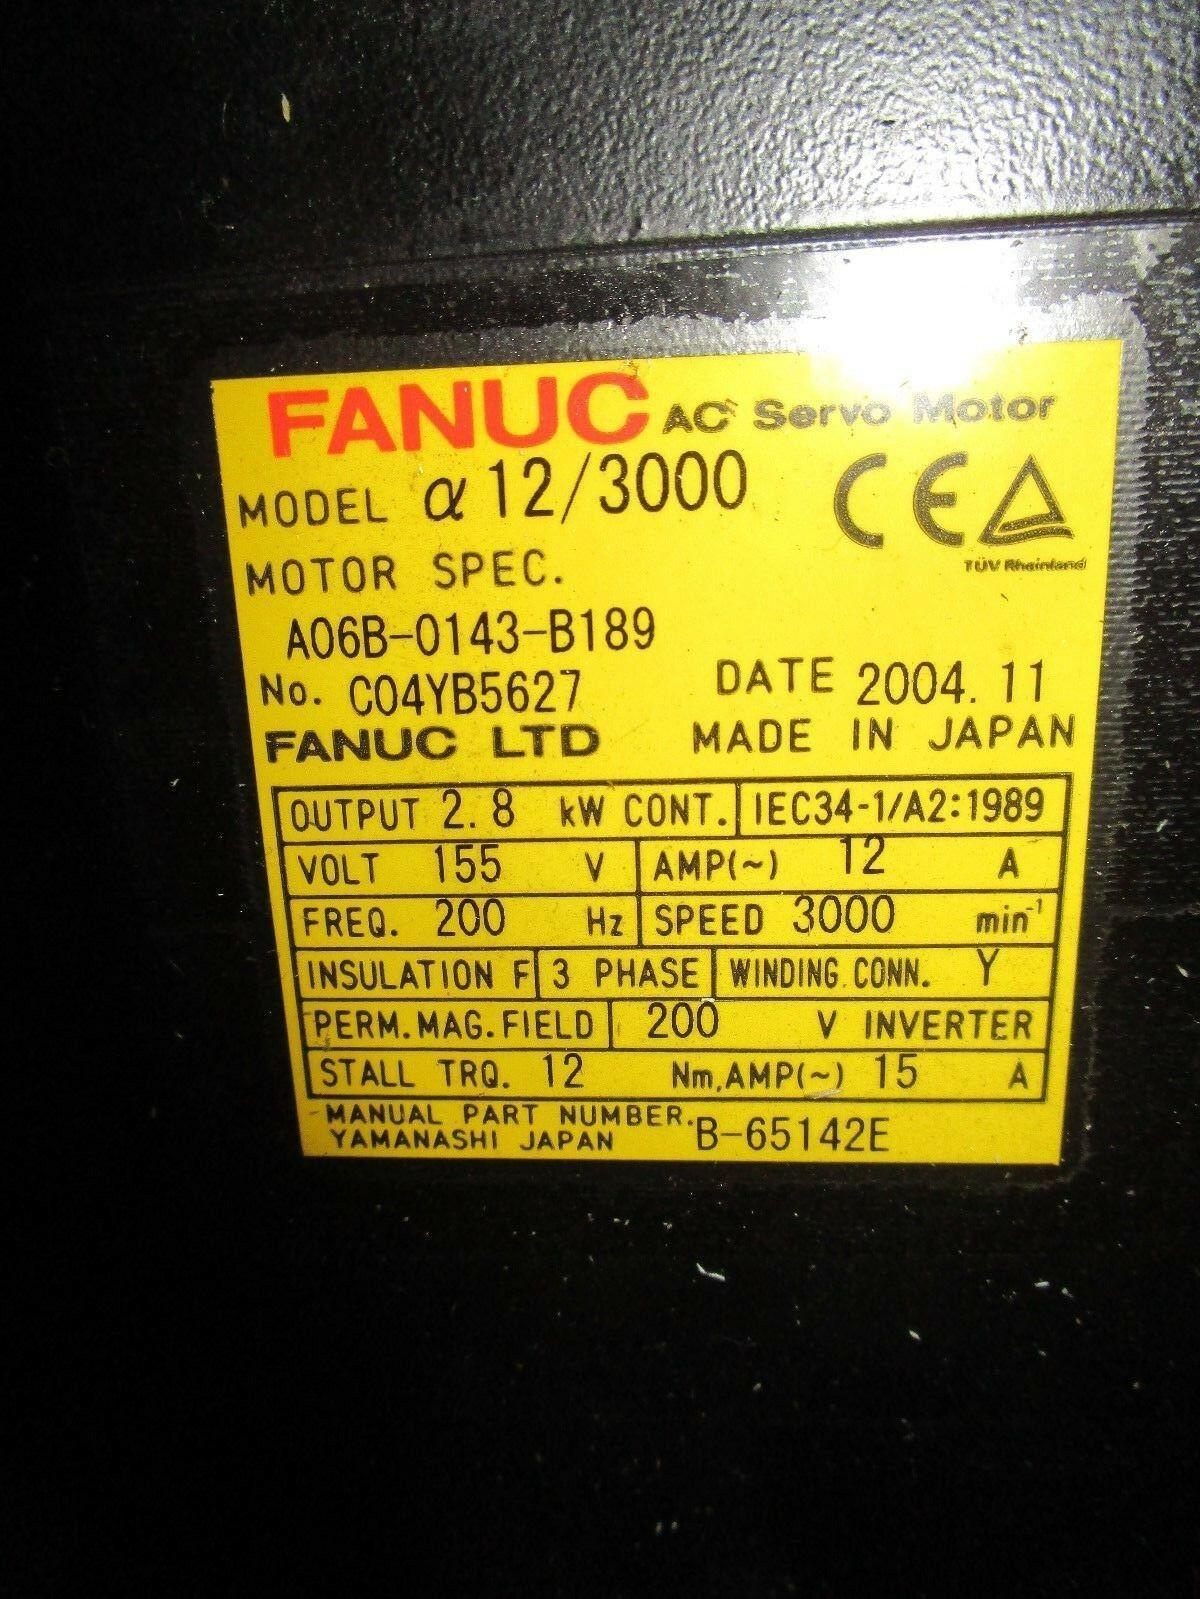 FANUC AC Servo Motor
MODEL α 12/3000
CE
TÜV Rheinland
MOTOR SPEC.
A06B-0143-B189
No. C04YB5627 DATE 2004.11
FANUC LTD MADE IN JAPAN
OUTPUT 2.8 kW CONT. IEC34-1/A2:1989
VOLT 155 V AMP(~) 12 A
FREQ. 200 Hz SPEED 3000 min⁻¹
INSULATION F 3 PHASE WINDING CONN. Y
PERM.MAG.FIELD 200 V INVERTER
STALL TRQ. 12 Nm,AMP(~) 15 A
MANUAL PART NUMBER. B-65142E
YAMANASHI JAPAN